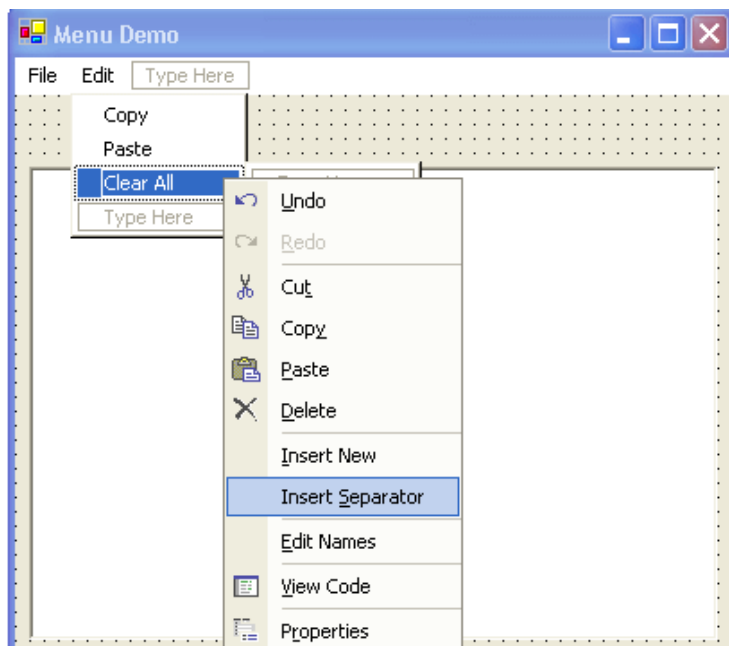 Menu Demo
File Edit Type Here
Copy
Paste
Clear All
Type Here
Undo
Redo
Cut
Copy
Paste
Delete
Insert New
Insert Separator
Edit Names
View Code
Properties